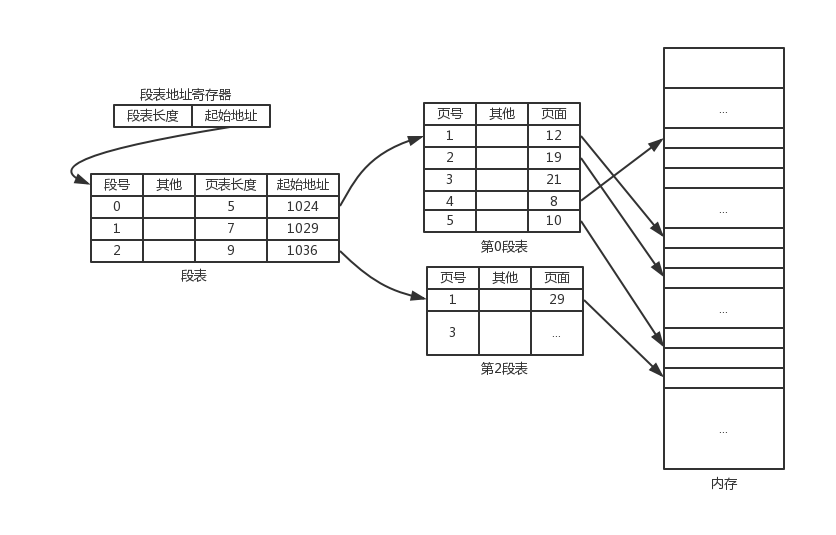 段表地址寄存器
段表长度 起始地址
段号 其他 页表长度 起始地址
0 5 1024
1 7 1029
2 9 1036
段表
页号 其他 页面
1 12
2 19
3 21
4 8
5 10
第0段表
页号 其他 页面
1 29
3 ...
第2段表
...
...
...
...
内存